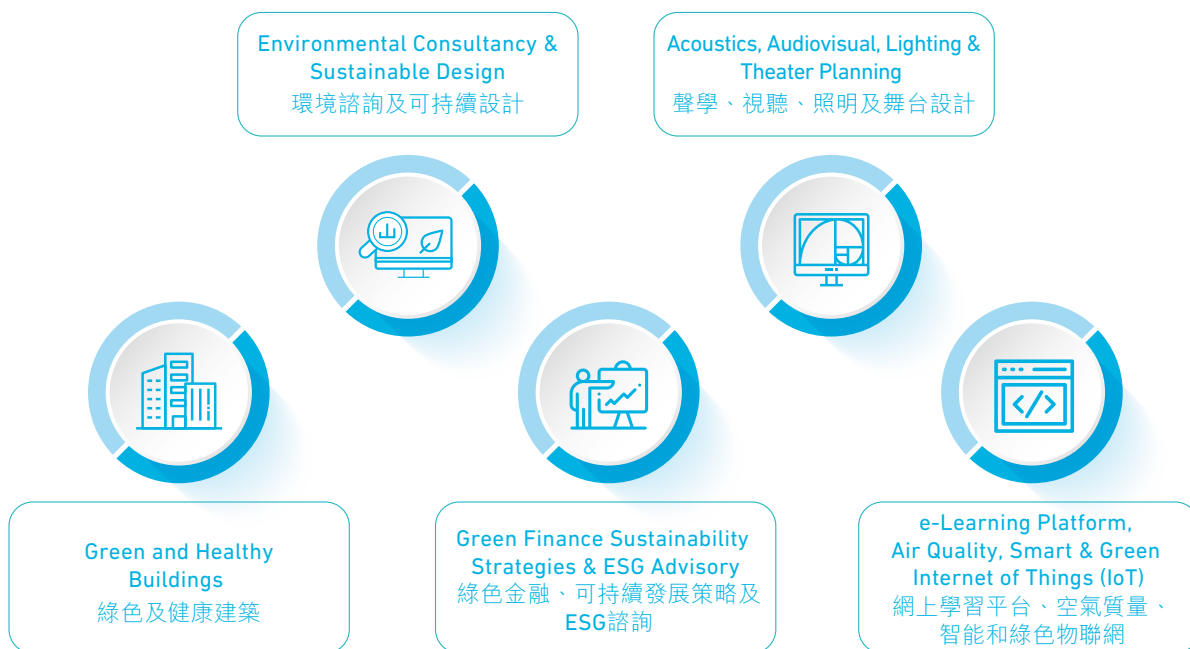 Environmental Consultancy &
Sustainable Design
環境諮詢及可持續設計
Acoustics, Audiovisual, Lighting &
Theater Planning
聲學、視聽、照明及舞台設計
Green and Healthy
Buildings
綠色及健康建築
Green Finance Sustainability
Strategies & ESG Advisory
綠色金融、可持續發展策略及
ESG諮詢
e-Learning Platform,
Air Quality, Smart & Green
Internet of Things (IoT)
網上學習平台、空氣質量、
智能和綠色物聯網